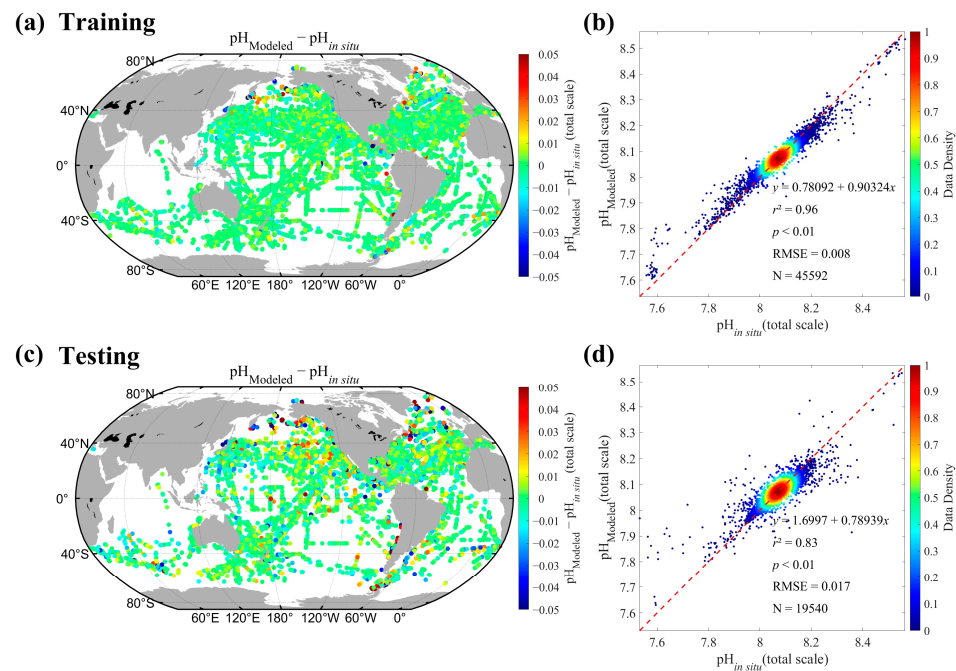 (a) Training
pH_Modeled − pH_in situ
80°N
40°N
0°
40°S
80°S
60°E 120°E 180° 120°W 60°W 0°
0.05
0.04
0.03
0.02
0.01
0
−0.01
−0.02
−0.03
−0.04
−0.05
pH_Modeled − pH_in situ (total scale)
(b)
8.5
8.3
8.2
8.1
8
7.9
7.8
7.7
7.6
pH_Modeled(total scale)
y = 0.78092 + 0.90324x
r² = 0.96
p < 0.01
RMSE = 0.008
N = 45592
7.6 7.8 8 8.2 8.4
pH_in situ(total scale)
1
0.9
0.8
0.7
0.6
0.5
0.4
0.3
0.2
0.1
0
Data Density
(c) Testing
pH_Modeled − pH_in situ
80°N
40°N
0°
40°S
80°S
60°E 120°E 180° 120°W 60°W 0°
0.05
0.04
0.03
0.02
0.01
0
−0.01
−0.02
−0.03
−0.04
−0.05
pH_Modeled − pH_in situ (total scale)
(d)
8.5
8.3
8.2
8.1
8
7.9
7.8
7.7
7.6
pH_Modeled(total scale)
y = 1.6997 + 0.78939x
r² = 0.83
p < 0.01
RMSE = 0.017
N = 19540
7.6 7.8 8 8.2 8.4
pH_in situ(total scale)
1
0.9
0.8
0.7
0.6
0.5
0.4
0.3
0.2
0.1
0
Data Density